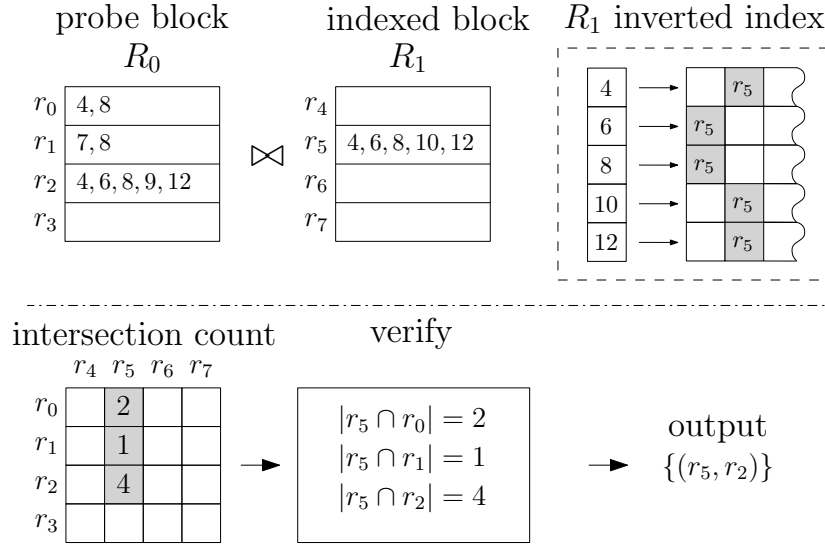 probe block
R₀
indexed block
R₁
R₁ inverted index
r₀ 4, 8
r₁ 7, 8
r₂ 4, 6, 8, 9, 12
r₃
⋈
r₄
r₅ 4, 6, 8, 10, 12
r₆
r₇
4 r₅
6 r₅
8 r₅
10 r₅
12 r₅
intersection count
r₄ r₅ r₆ r₇
r₀ 2
r₁ 1
r₂ 4
r₃
verify
|r₅ ∩ r₀| = 2
|r₅ ∩ r₁| = 1
|r₅ ∩ r₂| = 4
output
{(r₅, r₂)}